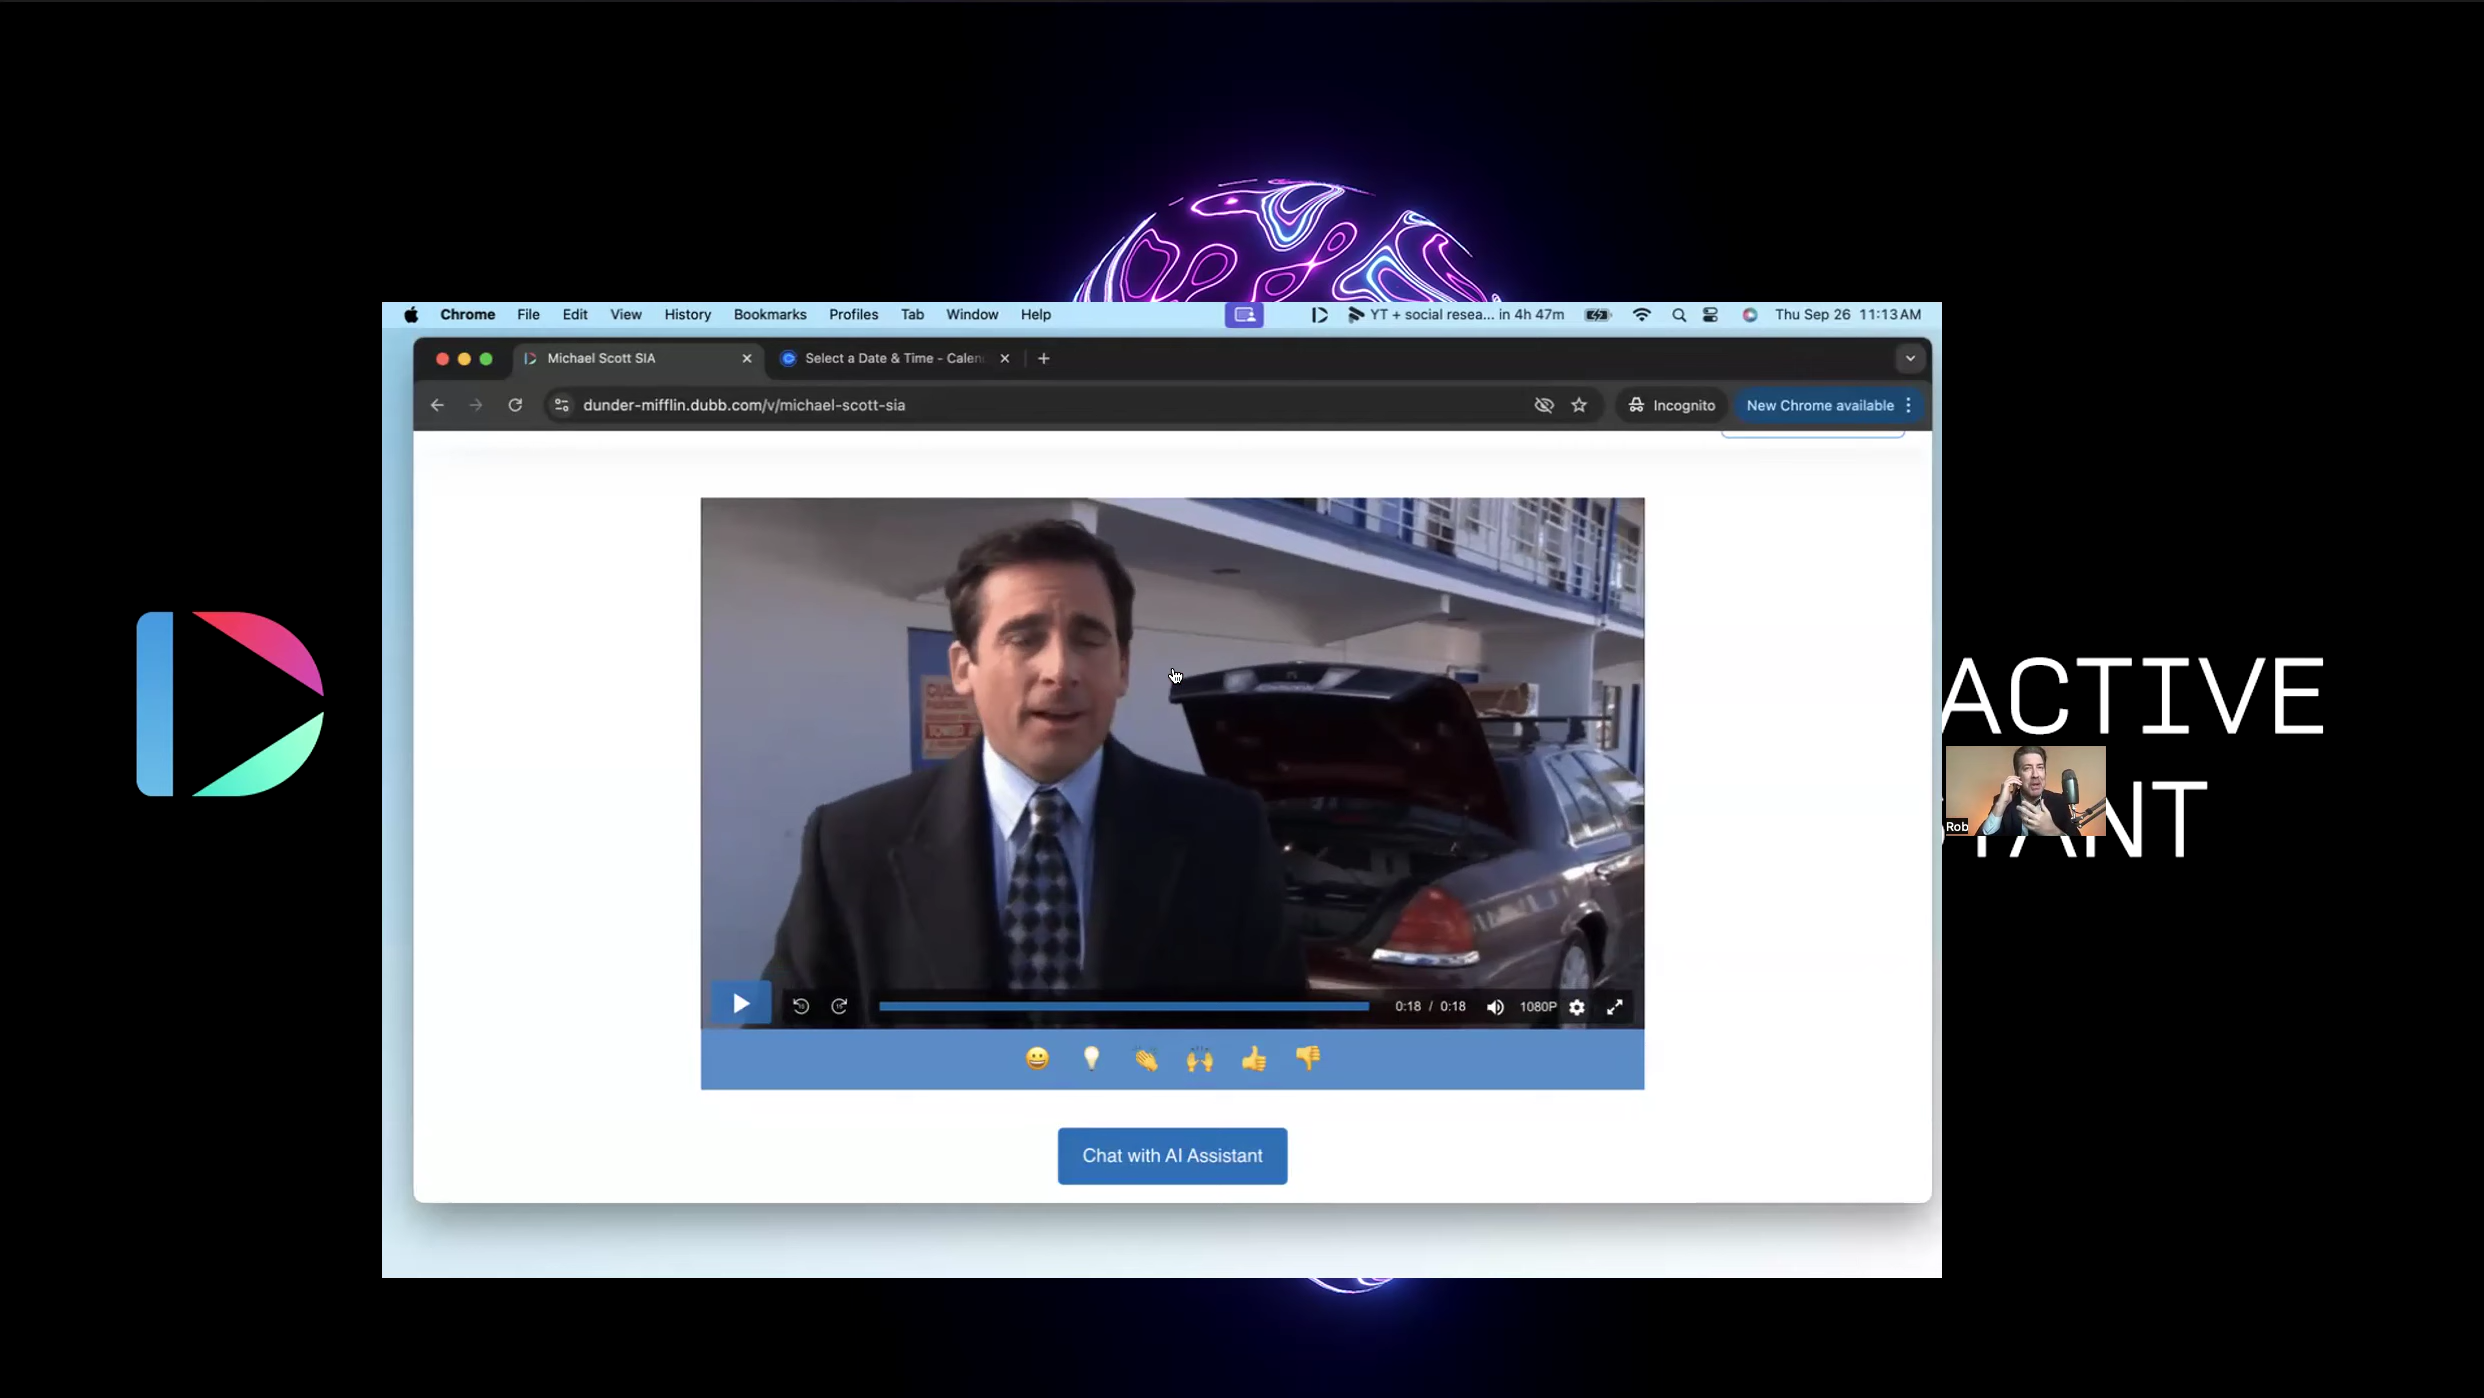 Chrome File Edit View History Bookmarks Profiles Tab Window Help YT + social resea... in 4h 47m Thu Sep 26 11:13 AM
Michael Scott SIA Select a Date & Time - Calen
dunder-mifflin.dubb.com/v/michael-scott-sia Incognito New Chrome available
TOWED
ACTIVE
Rob
TANT
0:18 / 0:18 1080P
Chat with AI Assistant